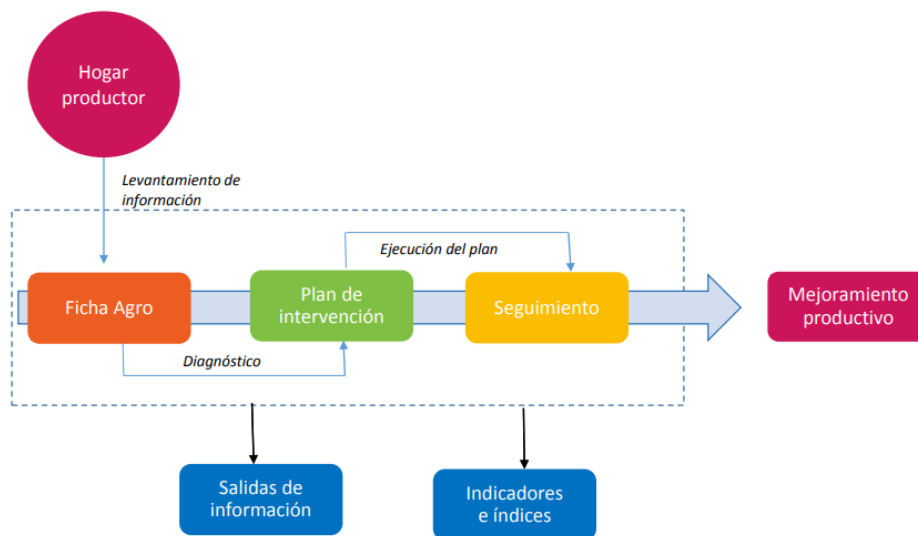 Hogar
productor
Levantamiento de
información
Ejecución del plan
Ficha Agro
Plan de
intervención
Seguimiento
Mejoramiento
productivo
Diagnóstico
Salidas de
información
Indicadores
e índices